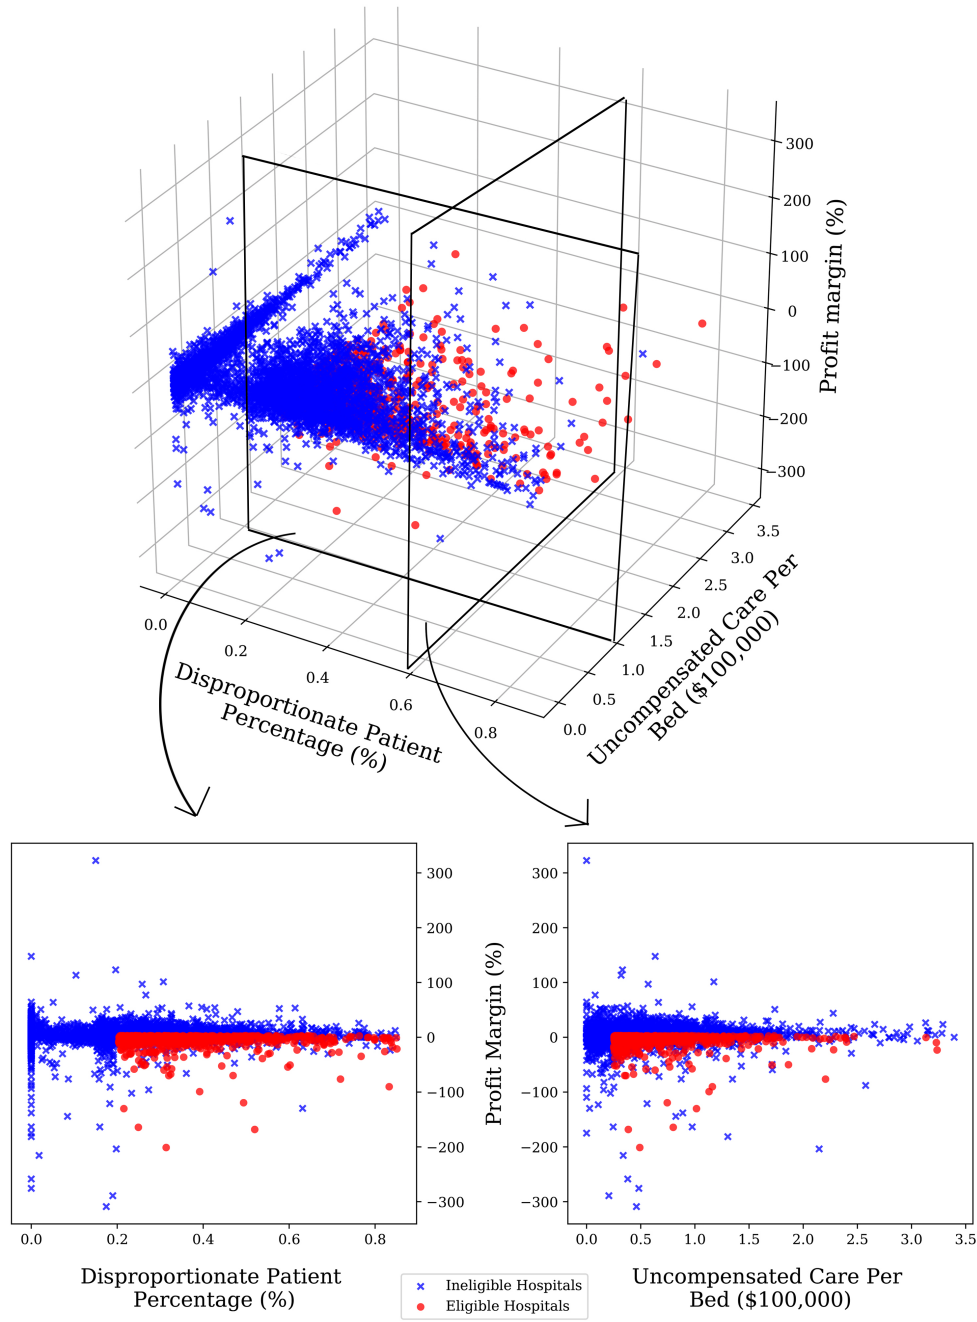 300
200
100
0
−100
−200
−300
Profit margin (%)
3.5
3.0
2.5
2.0
1.5
1.0
0.5
0.0
Uncompensated Care Per
Bed ($100,000)
0.0
0.2
0.4
0.6
0.8
Disproportionate Patient
Percentage (%)
300
200
100
0
−100
−200
−300
Profit Margin (%)
0.0 0.2 0.4 0.6 0.8
Disproportionate Patient
Percentage (%)
300
200
100
0
−100
−200
−300
0.0 0.5 1.0 1.5 2.0 2.5 3.0 3.5
Uncompensated Care Per
Bed ($100,000)
Ineligible Hospitals
Eligible Hospitals